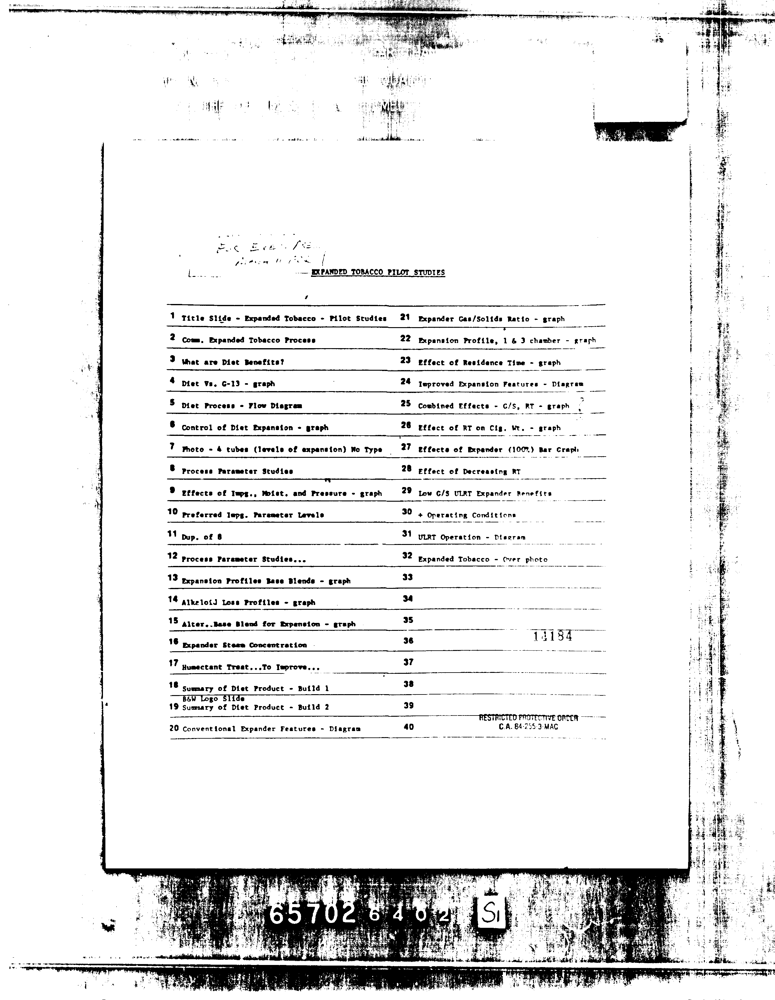 EXPANDED TOBACCO PILOT STUDIES
1 Title Slide - Expanded Tobacco - Pilot Studies
2 Comm. Expanded Tobacco Process
3 What are Diet Benefits?
4 Diet Vs. G-13 - graph
5 Diet Process - Flow Diagram
6 Control of Diet Expansion - graph
7 Photo - 4 tubes (levels of expansion) No Type
8 Process Parameter Studies
9 Effects of Impg., Moist. and Pressure - graph
10 Preferred Impg. Parameter Levels
11 Dup. of 8
12 Process Parameter Studies...
13 Expansion Profiles Base Blends - graph
14 Alkaloid Loss Profiles - graph
15 Alter..Base Blend for Expansion - graph
16 Expander Steam Concentration
17 Humectant Treat...To Improve...
18 Summary of Diet Product - Build 1
B&W Logo Slide
19 Summary of Diet Product - Build 2
20 Conventional Expander Features - Diagram
21 Expander Gas/Solids Ratio - graph
22 Expansion Profile, 1 & 3 chamber - graph
23 Effect of Residence Time - graph
24 Improved Expansion Features - Diagram
25 Combined Effects - G/S, RT - graph
26 Effect of RT on Cig. Wt. - graph
27 Effects of Expander (100%) Bar Graph
28 Effect of Decreasing RT
29 Low G/S ULRT Expander Benefits
30 + Operating Conditions
31 ULRT Operation - Diagram
32 Expanded Tobacco - Over photo
33
34
35
36
37
38
39
40
14184
RESTRICTED PROTECTIVE ORDER
C.A. 84-255-3-MAC
65702 6402 S1